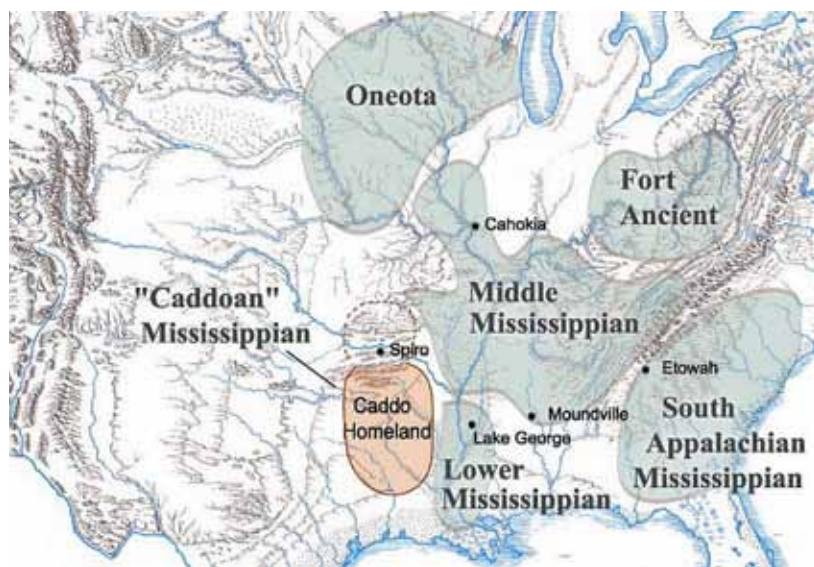 Oneota
Fort
Ancient
Cahokia
"Caddoan"
Mississippian
Middle
Mississippian
Spiro
Etowah
Caddo
Homeland
Moundville
Lake George
South
Appalachian
Mississippian
Lower
Mississippian